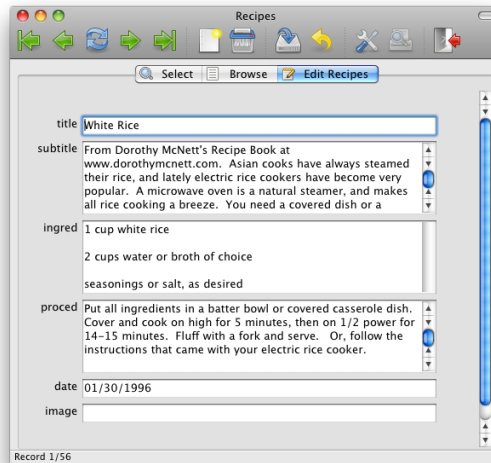 Recipes
Select Browse Edit Recipes
title White Rice
subtitle From Dorothy McNett's Recipe Book at
www.dorothymcnett.com. Asian cooks have always steamed
their rice, and lately electric rice cookers have become very
popular. A microwave oven is a natural steamer, and makes
all rice cooking a breeze. You need a covered dish or a
ingred 1 cup white rice
2 cups water or broth of choice
seasonings or salt, as desired
proced Put all ingredients in a batter bowl or covered casserole dish.
Cover and cook on high for 5 minutes, then on 1/2 power for
14-15 minutes. Fluff with a fork and serve. Or, follow the
instructions that came with your electric rice cooker.
date 01/30/1996
image
Record 1/56